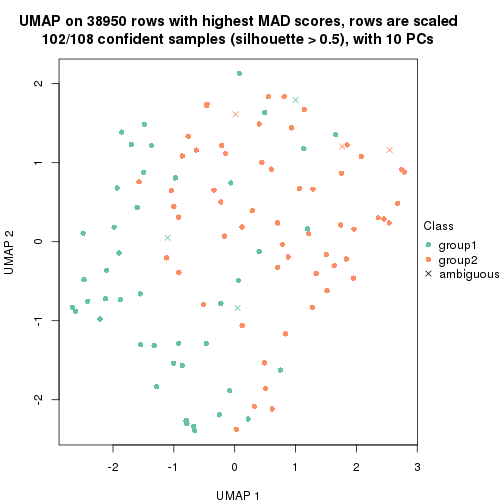 UMAP on 38950 rows with highest MAD scores, rows are scaled
102/108 confident samples (silhouette > 0.5), with 10 PCs
2
1
0
-1
-2
UMAP 2
-2
-1
0
1
2
3
UMAP 1
Class
group1
group2
ambiguous